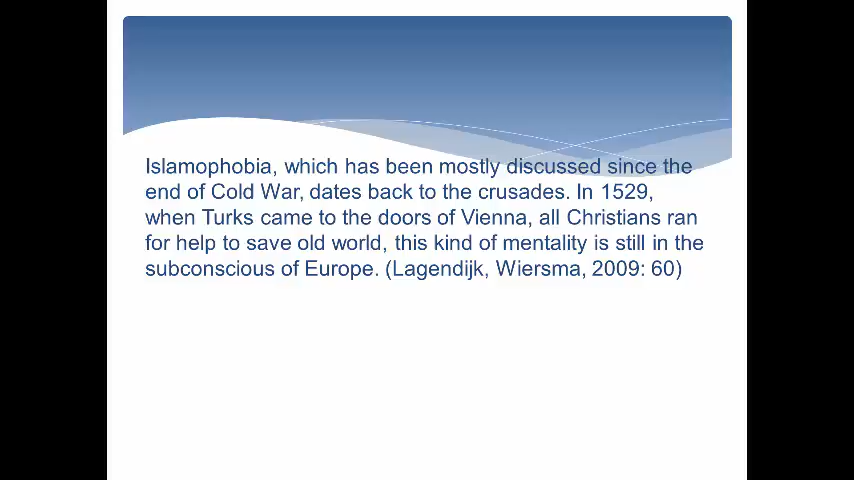 Islamophobia, which has been mostly discussed since the
end of Cold War, dates back to the crusades. In 1529,
when Turks came to the doors of Vienna, all Christians ran
for help to save old world, this kind of mentality is still in the
subconscious of Europe. (Lagendijk, Wiersma, 2009: 60)